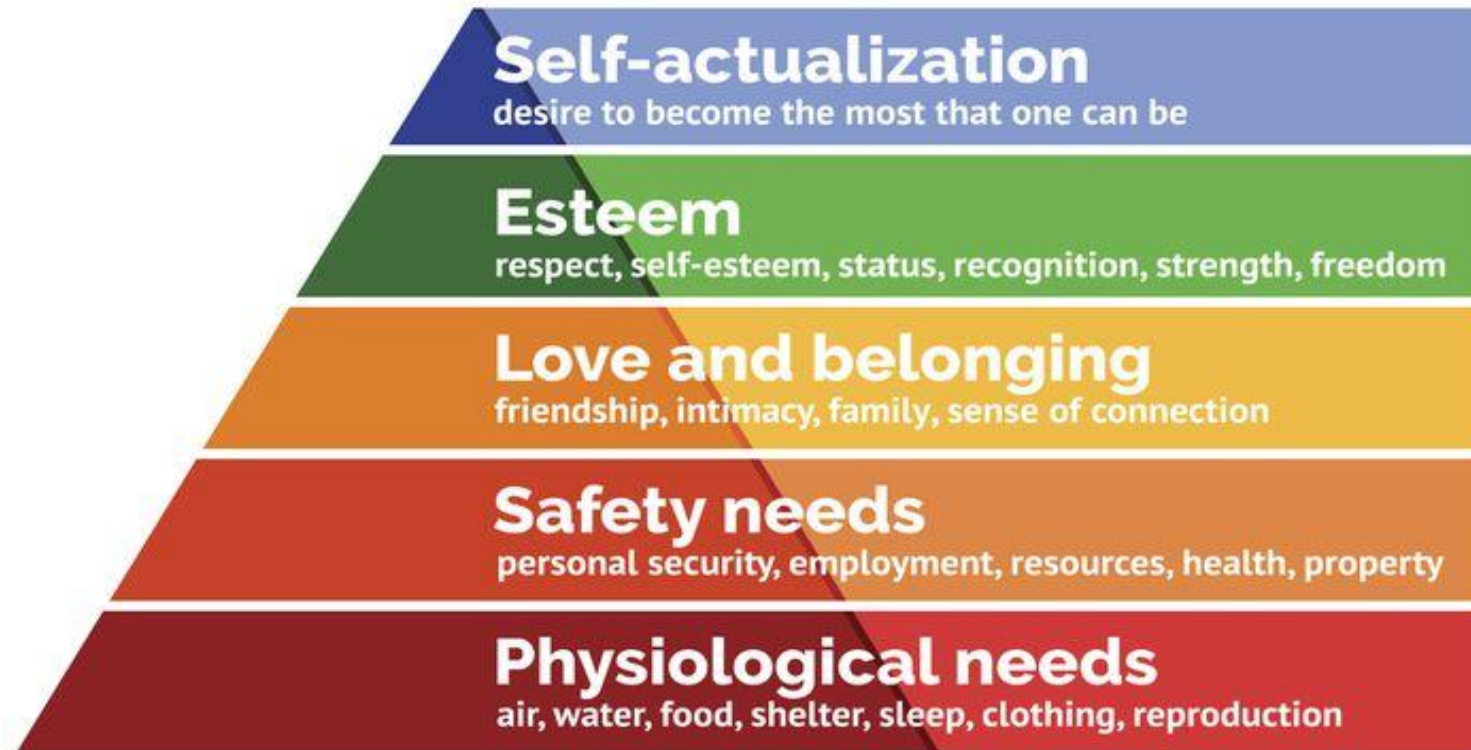 Self-actualization
desire to become the most that one can be
Esteem
respect, self-esteem, status, recognition, strength, freedom
Love and belonging
friendship, intimacy, family, sense of connection
Safety needs
personal security, employment, resources, health, property
Physiological needs
air, water, food, shelter, sleep, clothing, reproduction